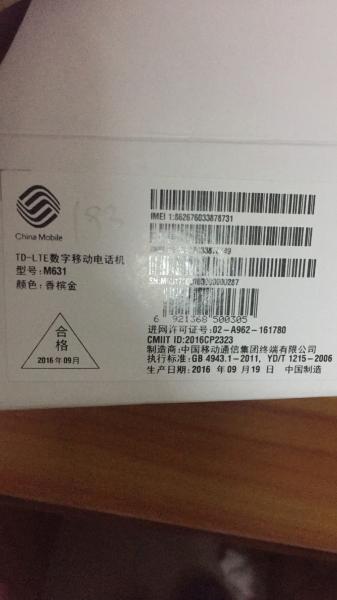 China Mobile
183
TD-LTE数字移动电话机
型号: M631
颜色: 香槟金
合
格
2016年09月
IMEI 1:862676033878731
6 921368 500305
进网许可证号: 02-A962-161780
CMIIT ID:2016CP2323
制造商:中国移动通信集团终端有限公司
执行标准: GB 4943.1-2011, YD/T 1215-2006
生产日期: 2016 年 09 月 19 日 中国制造